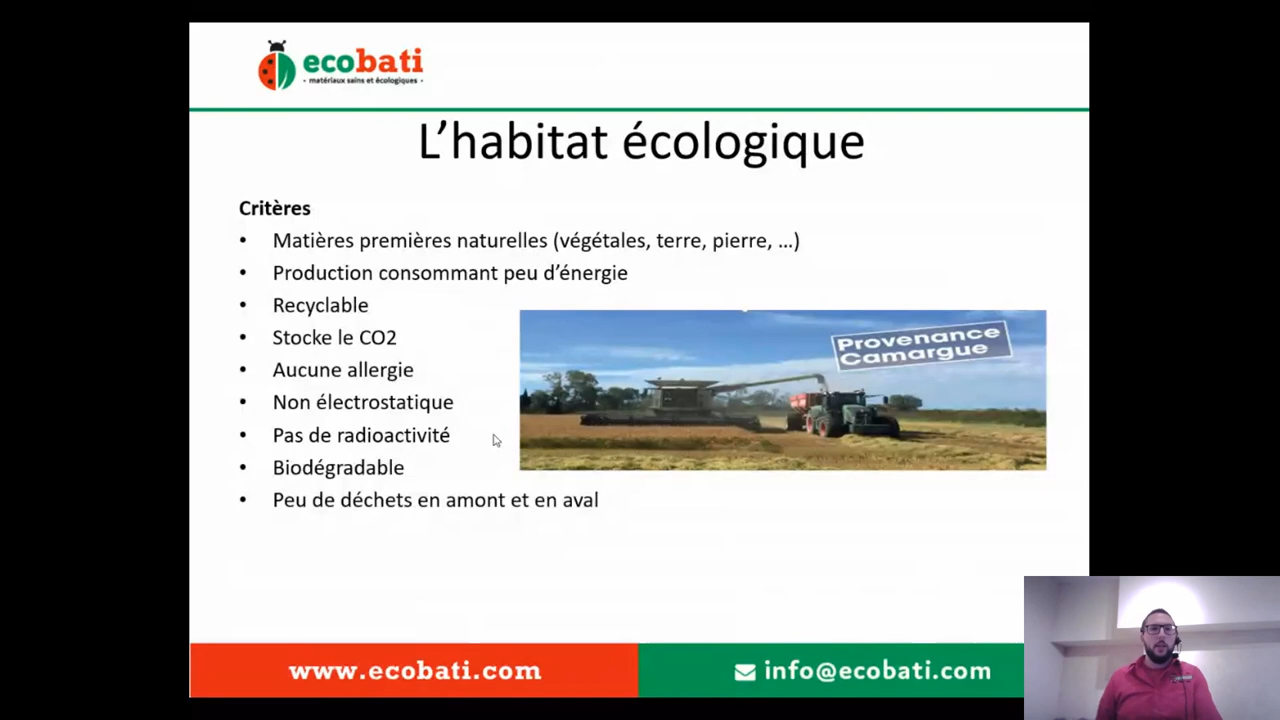 ecobati
• matériaux sains et écologiques •
L’habitat écologique
Critères
• Matières premières naturelles (végétales, terre, pierre, …)
• Production consommant peu d’énergie
• Recyclable
• Stocke le CO2
• Aucune allergie
• Non électrostatique
• Pas de radioactivité
• Biodégradable
• Peu de déchets en amont et en aval
Provenance
Camargue
www.ecobati.com
info@ecobati.com